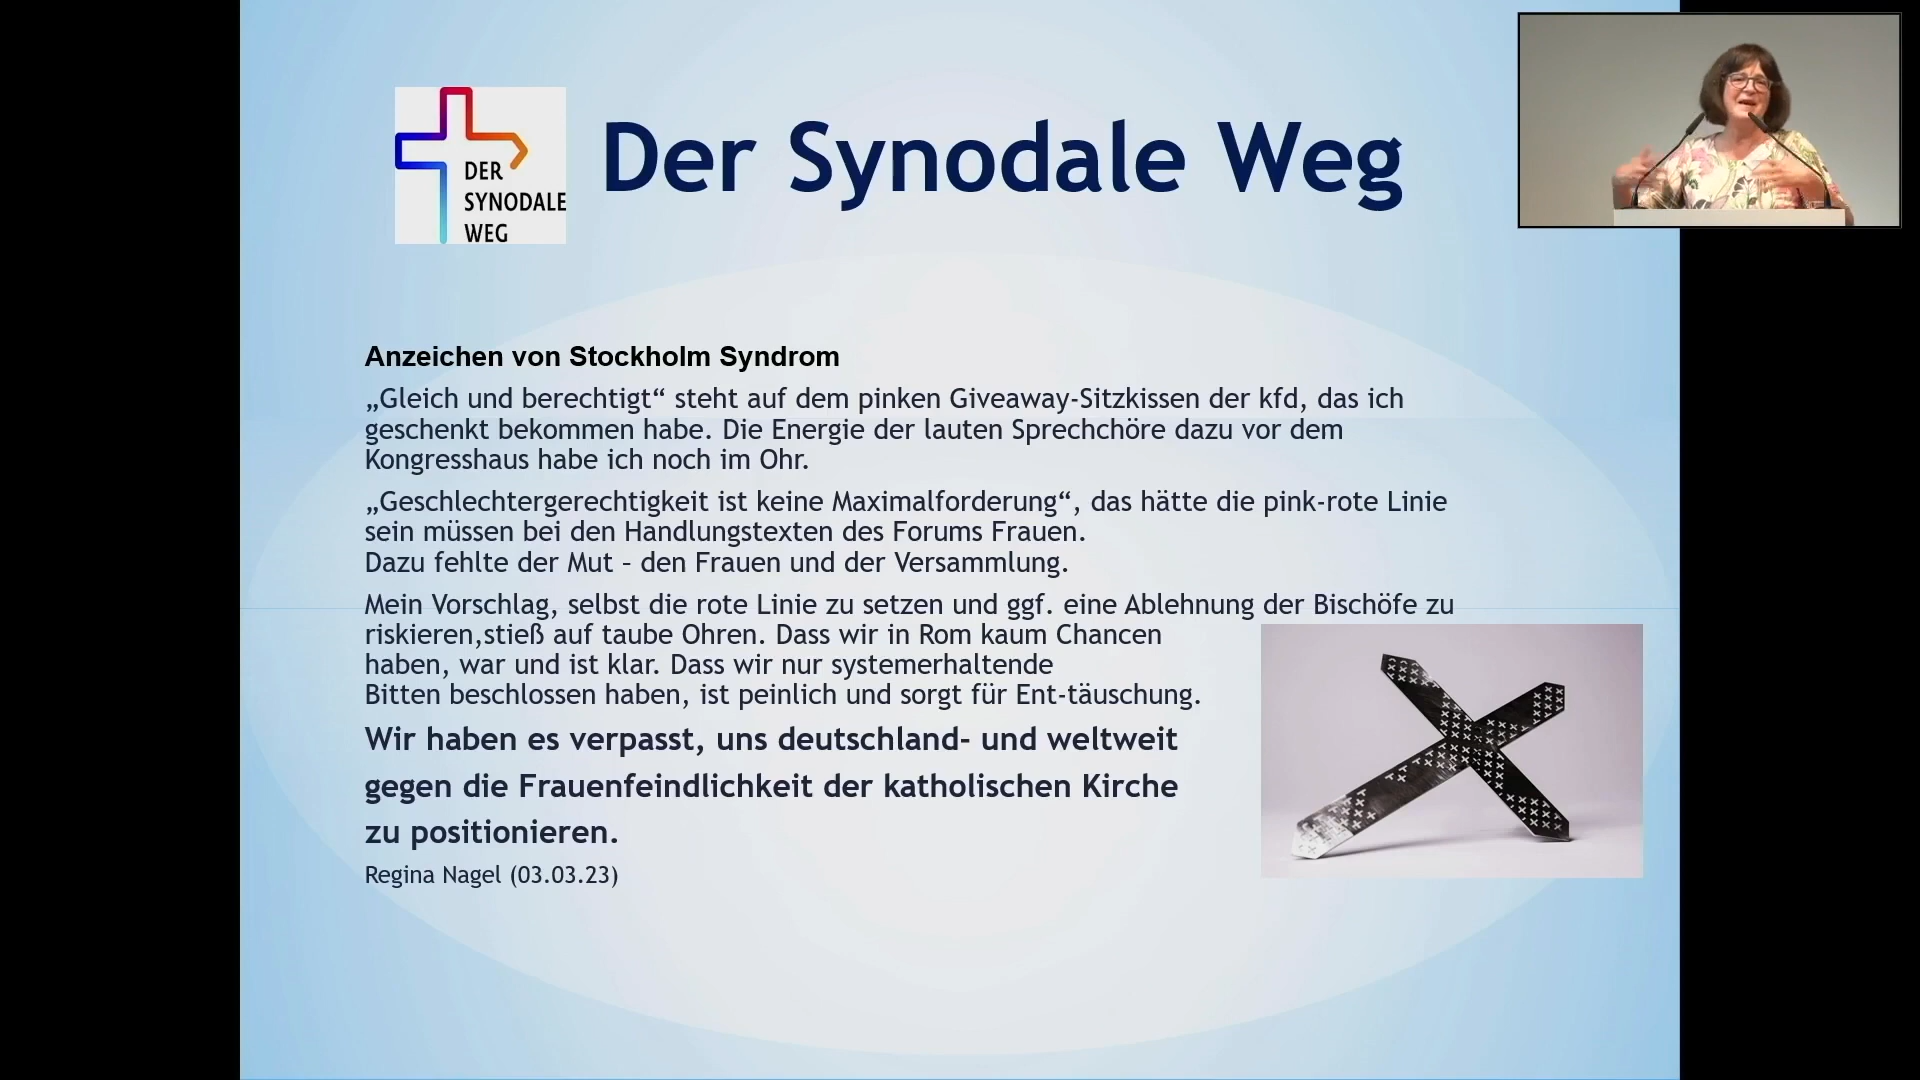 DER
SYNODALE
WEG
Der Synodale Weg
Anzeichen von Stockholm Syndrom
„Gleich und berechtigt“ steht auf dem pinken Giveaway-Sitzkissen der kfd, das ich
geschenkt bekommen habe. Die Energie der lauten Sprechchöre dazu vor dem
Kongresshaus habe ich noch im Ohr.
„Geschlechtergerechtigkeit ist keine Maximalforderung“, das hätte die pink-rote Linie
sein müssen bei den Handlungstexten des Forums Frauen.
Dazu fehlte der Mut – den Frauen und der Versammlung.
Mein Vorschlag, selbst die rote Linie zu setzen und ggf. eine Ablehnung der Bischöfe zu
riskieren,stieß auf taube Ohren. Dass wir in Rom kaum Chancen
haben, war und ist klar. Dass wir nur systemerhaltende
Bitten beschlossen haben, ist peinlich und sorgt für Ent-täuschung.
Wir haben es verpasst, uns deutschland- und weltweit
gegen die Frauenfeindlichkeit der katholischen Kirche
zu positionieren.
Regina Nagel (03.03.23)